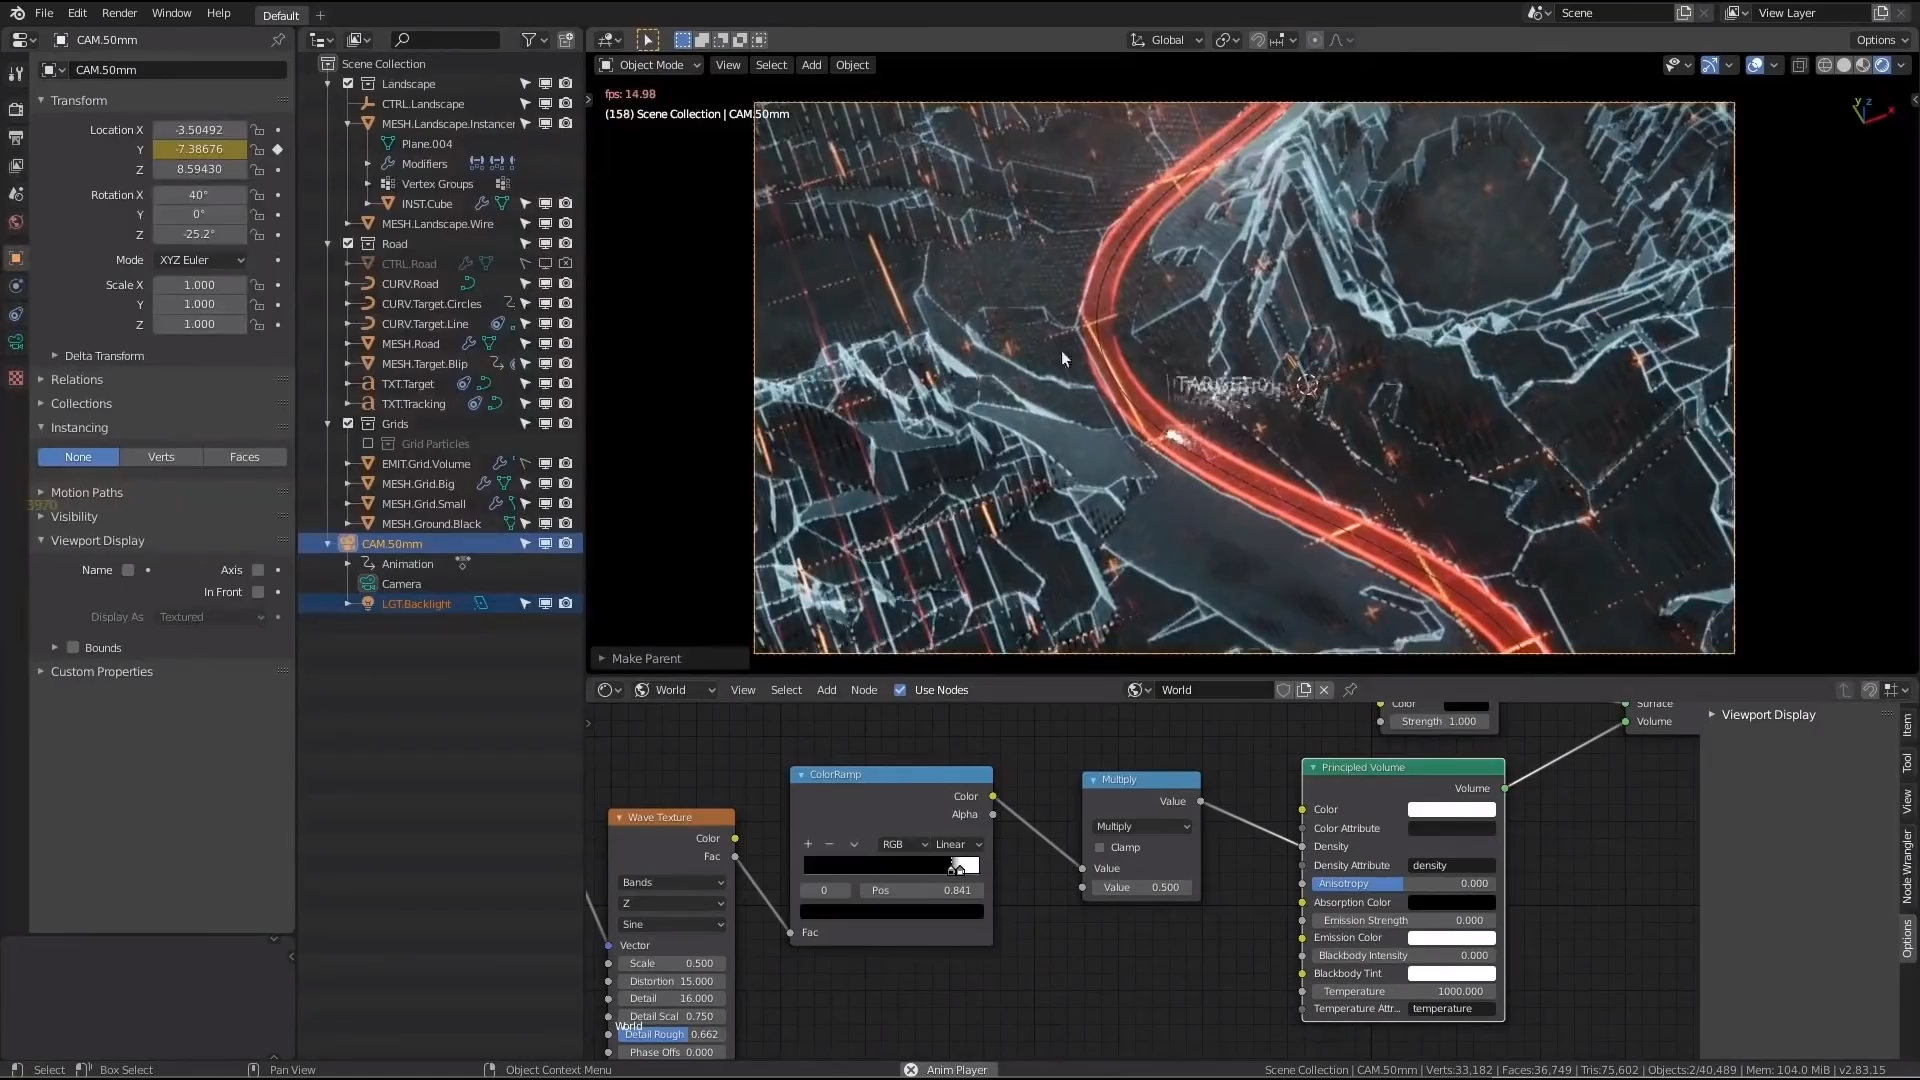 File Edit Render Window Help Default + Scene View Layer
CAM.50mm Global Options
CAM.50mm Scene Collection Object Mode View Select Add Object
Transform Landscape fps: 14.98
CTRL.Landscape (158) Scene Collection | CAM.50mm
Location X -3.50492 MESH.Landscape.Instancer
Y -7.38676 Plane.004
Z 8.59430 Modifiers
Rotation X 40° Vertex Groups
Y 0° INST.Cube
Z -25.2° MESH.Landscape.Wire
Mode XYZ Euler Road
CTRL.Road
Scale X 1.000 CURV.Road
Y 1.000 CURV.Target.Circles
Z 1.000 CURV.Target.Line
MESH.Road
Delta Transform MESH.Target.Blip
Relations TXT.Target
Collections TXT.Tracking
Instancing Grids
None Verts Faces Grid Particles
EMIT.Grid.Volume
Motion Paths MESH.Grid.Big
3970 MESH.Grid.Small
Visibility MESH.Ground.Black
Viewport Display CAM.50mm
Name Axis Animation
In Front Camera
Display As Textured LGT.Backlight
Bounds
Custom Properties Make Parent
World View Select Add Node Use Nodes World
Color Surface
Strength 1.000 Volume Viewport Display
Item
Tool
View
Node Wrangler
Options
Wave Texture
Color
Fac
Bands
Z
Sine
Vector
Scale 0.500
Distortion 15.000
Detail 16.000
Detail Scal 0.750
World
Detail Rough 0.662
Phase Offs 0.000
ColorRamp
Color
Alpha
+ − RGB Linear
0 Pos 0.841
Fac
Multiply
Value
Multiply
Clamp
Value
Value 0.500
Principled Volume
Volume
Color
Color Attribute
Density
Density Attribute density
Anisotropy 0.000
Absorption Color
Emission Strength 0.000
Emission Color
Blackbody Intensity 0.000
Blackbody Tint
Temperature 1000.000
Temperature Attr... temperature
Select Box Select Pan View Object Context Menu Anim Player Scene Collection | CAM.50mm | Verts:33,182 | Faces:36,749 | Tris:75,602 | Objects:2/40,489 | Mem: 104.0 MiB | v2.83.15